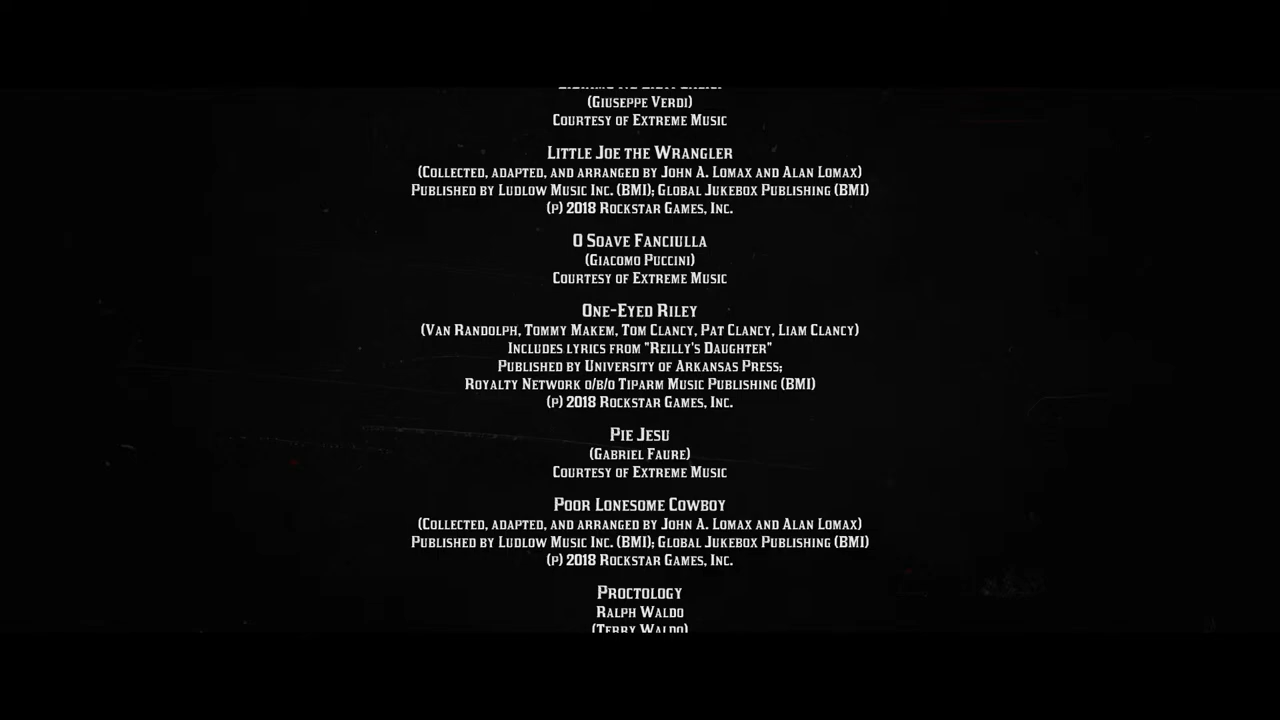 (Giuseppe Verdi)
Courtesy of Extreme Music
Little Joe the Wrangler
(Collected, adapted, and arranged by John A. Lomax and Alan Lomax)
Published by Ludlow Music Inc. (BMI); Global Jukebox Publishing (BMI)
(P) 2018 Rockstar Games, Inc.
O Soave Fanciulla
(Giacomo Puccini)
Courtesy of Extreme Music
One-Eyed Riley
(Van Randolph, Tommy Makem, Tom Clancy, Pat Clancy, Liam Clancy)
Includes lyrics from "Reilly's Daughter"
Published by University of Arkansas Press;
Royalty Network o/b/o Tiparm Music Publishing (BMI)
(P) 2018 Rockstar Games, Inc.
Pie Jesu
(Gabriel Faure)
Courtesy of Extreme Music
Poor Lonesome Cowboy
(Collected, adapted, and arranged by John A. Lomax and Alan Lomax)
Published by Ludlow Music Inc. (BMI); Global Jukebox Publishing (BMI)
(P) 2018 Rockstar Games, Inc.
Proctology
Ralph Waldo
(Terry Waldo)